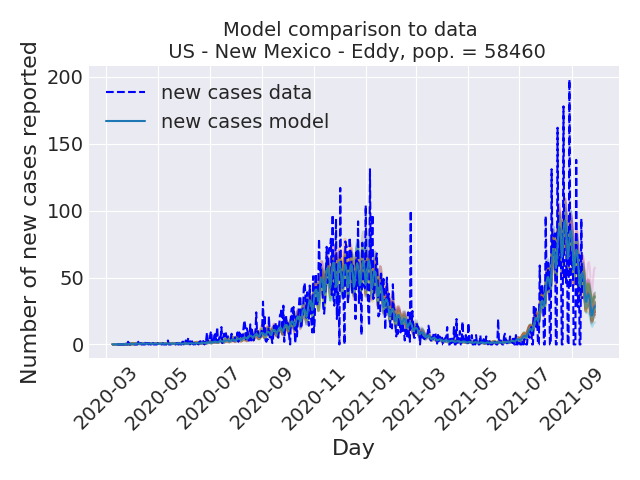 Model comparison to data
US - New Mexico - Eddy, pop. = 58460
Number of new cases reported
200
150
100
50
0
new cases data
new cases model
2020-03
2020-05
2020-07
2020-09
2020-11
2021-01
2021-03
2021-05
2021-07
2021-09
Day